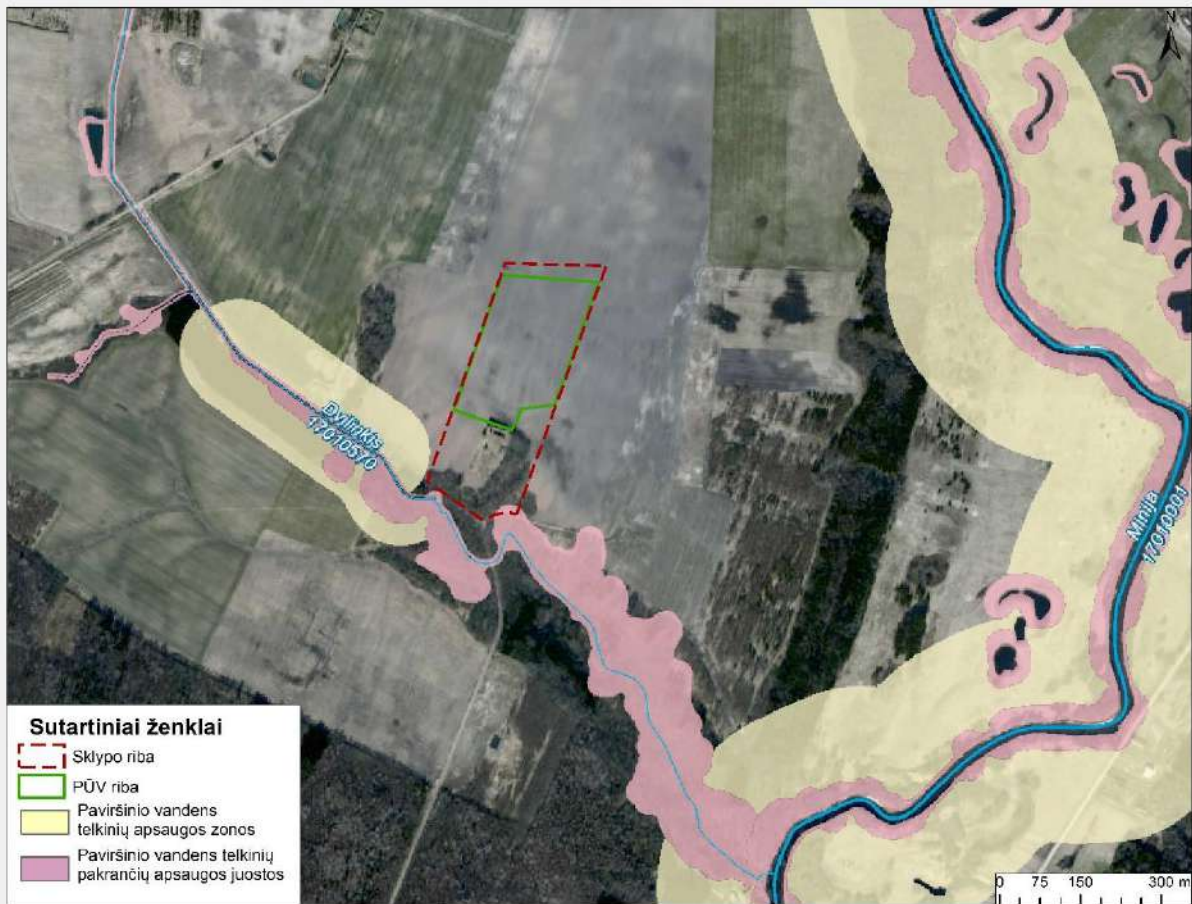 N
Dvilinkis
17010570
Minija
17010001
Sutartiniai ženklai
Sklypo riba
PŪV riba
Paviršinio vandens
telkinių apsaugos zonos
Paviršinio vandens telkinių
pakrančių apsaugos juostos
0 75 150 300 m